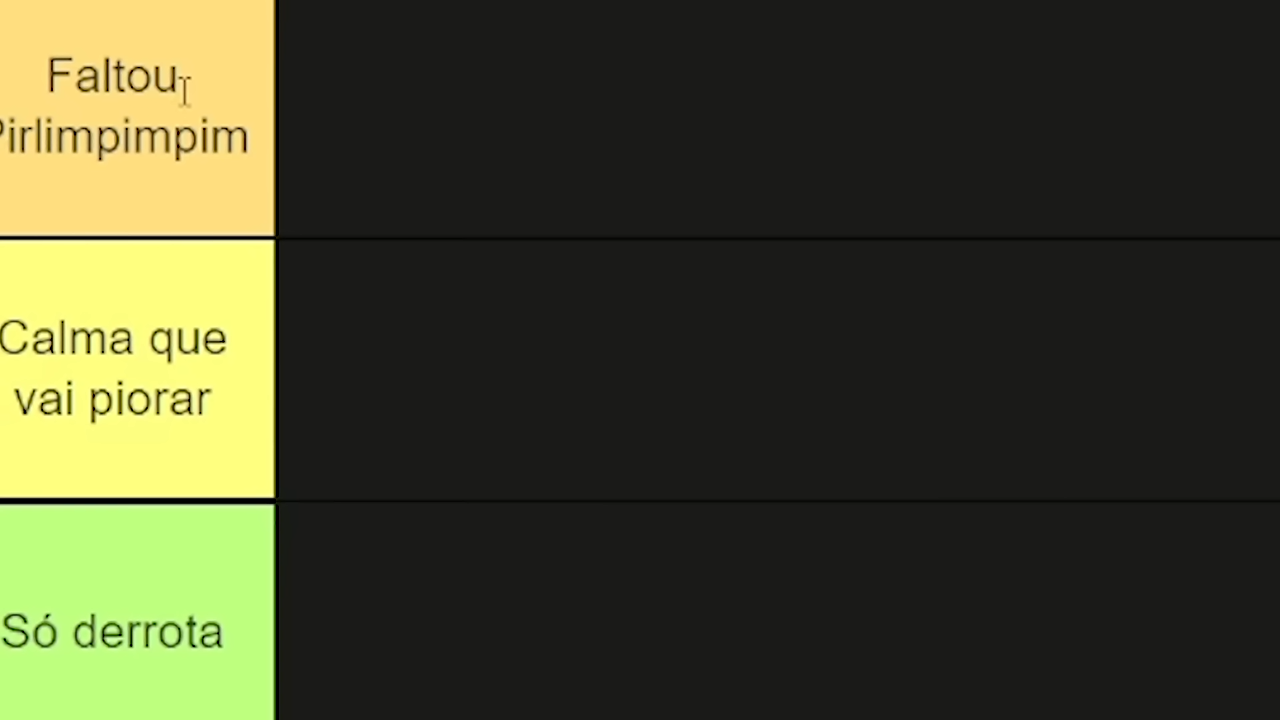 Faltou
Pirlimpimpim
Calma que
vai piorar
Só derrota